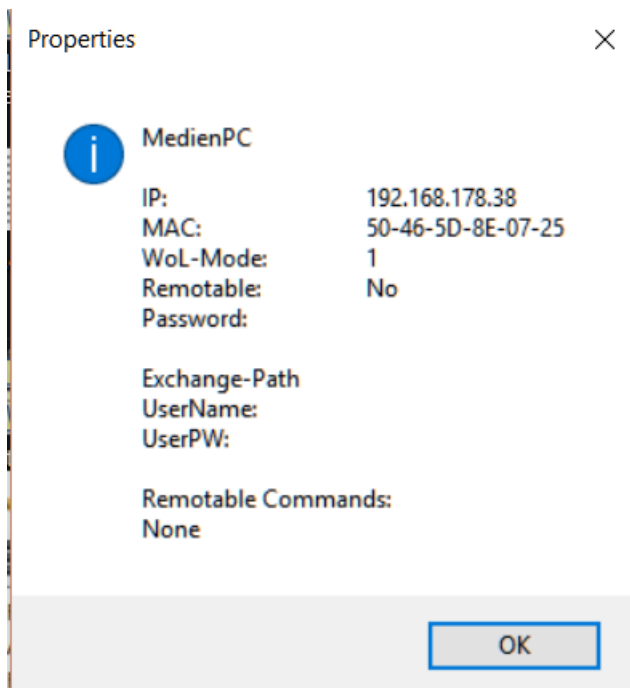 Properties
MedienPC
IP: 192.168.178.38
MAC: 50-46-5D-8E-07-25
WoL-Mode: 1
Remotable: No
Password:
Exchange-Path
UserName:
UserPW:
Remotable Commands:
None
OK